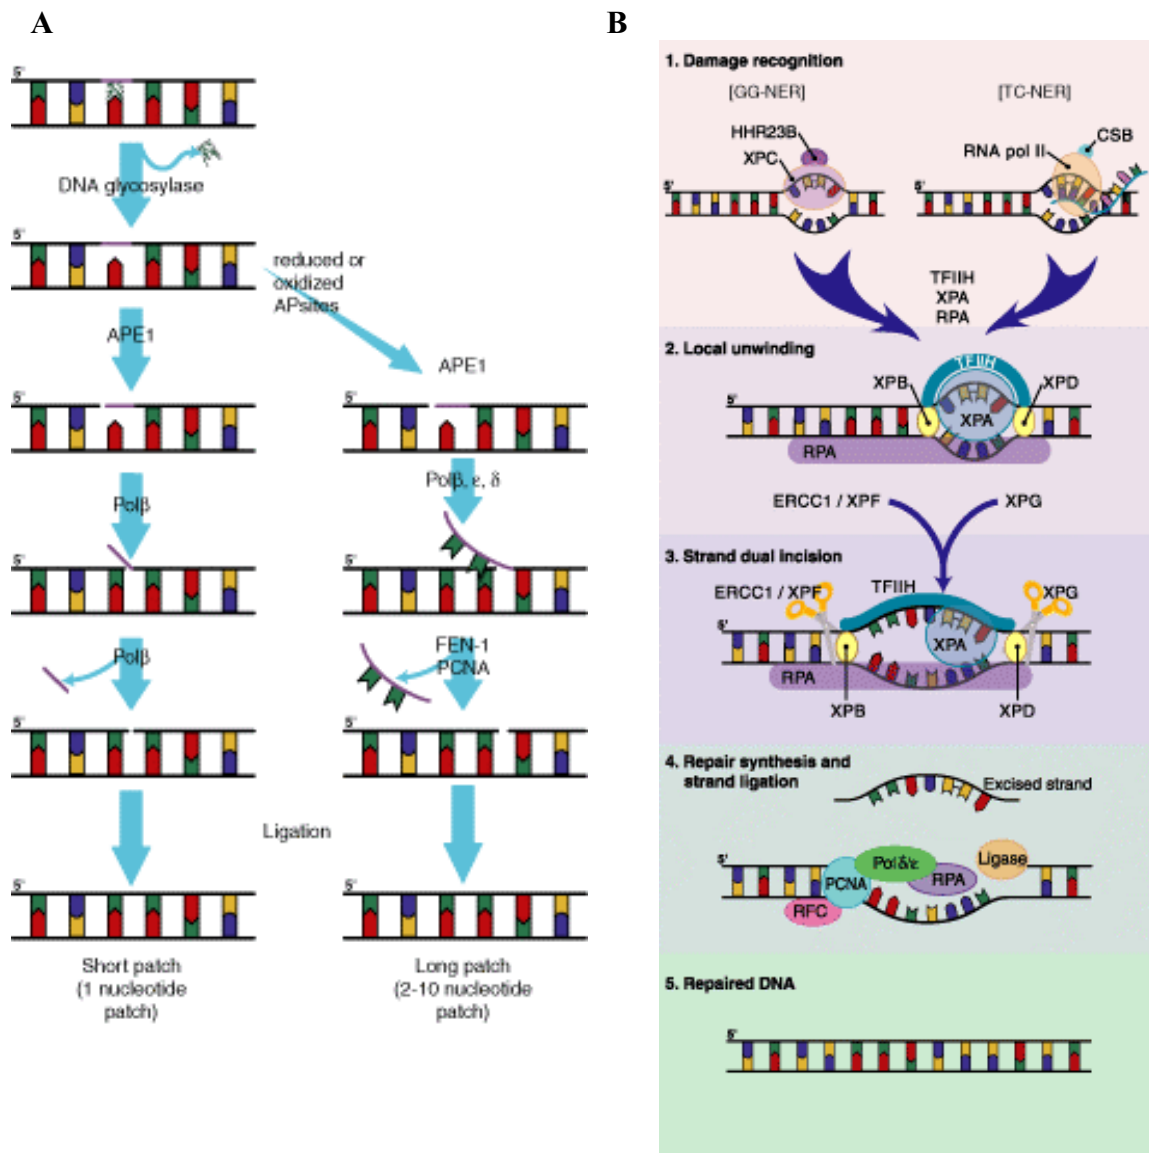 A
5'
DNA glycosylase
5'
reduced or
oxidized
APsites
APE1
APE1
5'
5'
Polβ
Polβ, ε, δ
5'
5'
Polβ
FEN-1
PCNA
5'
5'
Ligation
5'
5'
Short patch
(1 nucleotide
patch)
Long patch
(2-10 nucleotide
patch)
B
1. Damage recognition
[GG-NER]
[TC-NER]
HHR23B
XPC
CSB
RNA pol II
5'
5'
TFIIH
XPA
RPA
2. Local unwinding
TFIIH
XPB
XPD
5'
XPA
RPA
ERCC1 / XPF
XPG
3. Strand dual incision
ERCC1 / XPF
TFIIH
XPG
5'
XPA
RPA
XPB
XPD
4. Repair synthesis and
strand ligation
Excised strand
5'
Pol δ/ε
Ligase
PCNA
RPA
RFC
5. Repaired DNA
5'